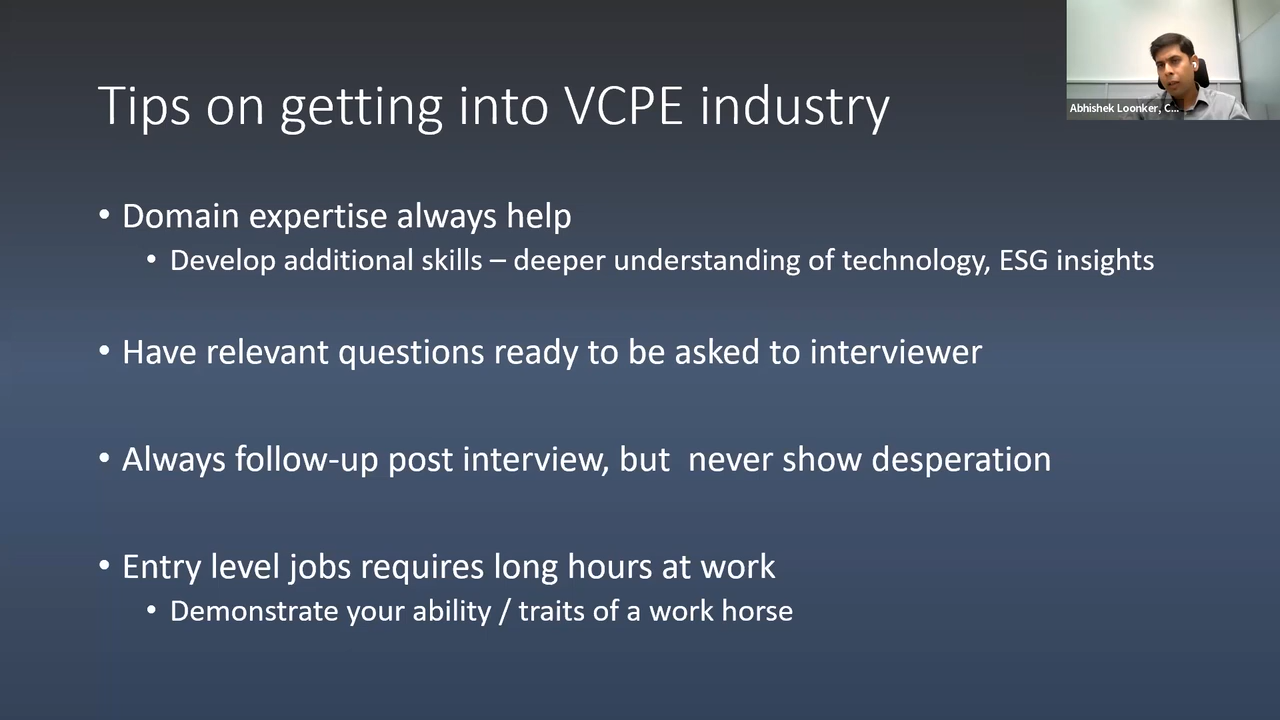 Tips on getting into VCPE industry
Abhishek Loonker, C...
• Domain expertise always help
• Develop additional skills – deeper understanding of technology, ESG insights
• Have relevant questions ready to be asked to interviewer
• Always follow-up post interview, but  never show desperation
• Entry level jobs requires long hours at work
• Demonstrate your ability / traits of a work horse